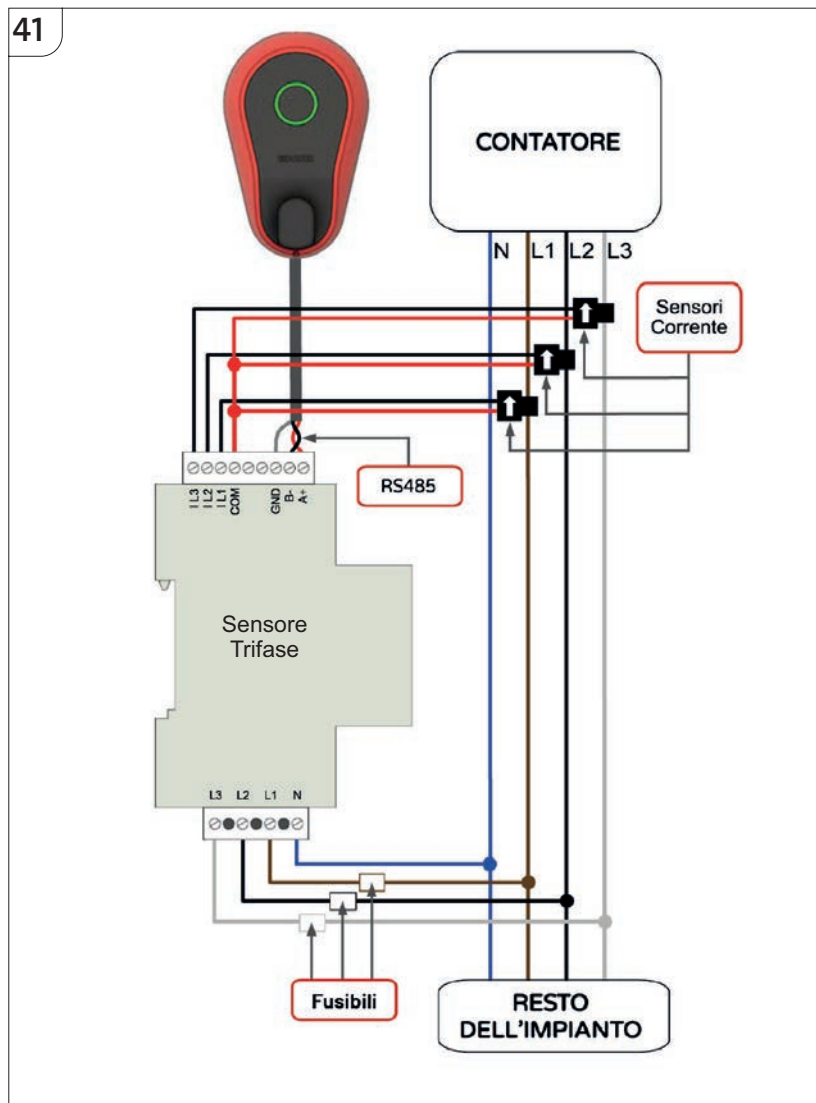 41
CONTATORE
N
L1
L2
L3
Sensori
Corrente
RS485
I L3
I L2
I L1
COM
GND
B-
A+
Sensore
Trifase
L3
L2
L1
N
Fusibili
RESTO
DELL'IMPIANTO